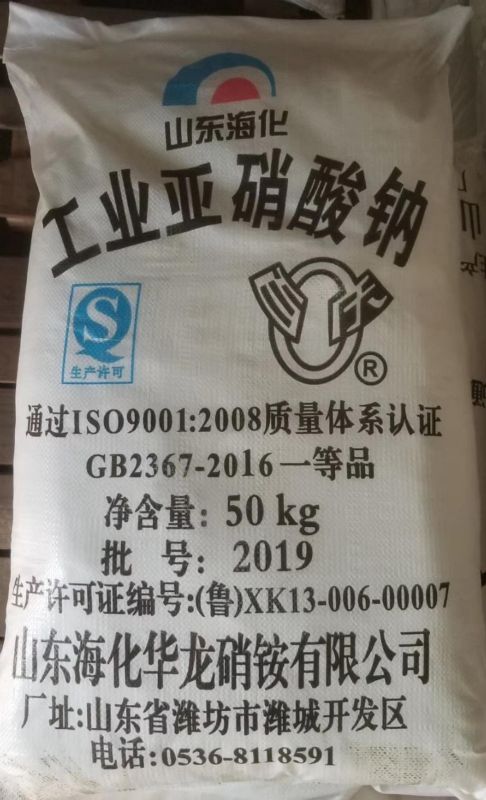 山东海化
工业亚硝酸钠
生产许可
®
通过ISO9001:2008质量体系认证
GB2367-2016 一等品
净含量: 50 kg
批 号: 2019
生产许可证编号:(鲁)XK13-006-00007
山东海化华龙硝铵有限公司
厂址:山东省潍坊市潍城开发区
电话:0536-8118591